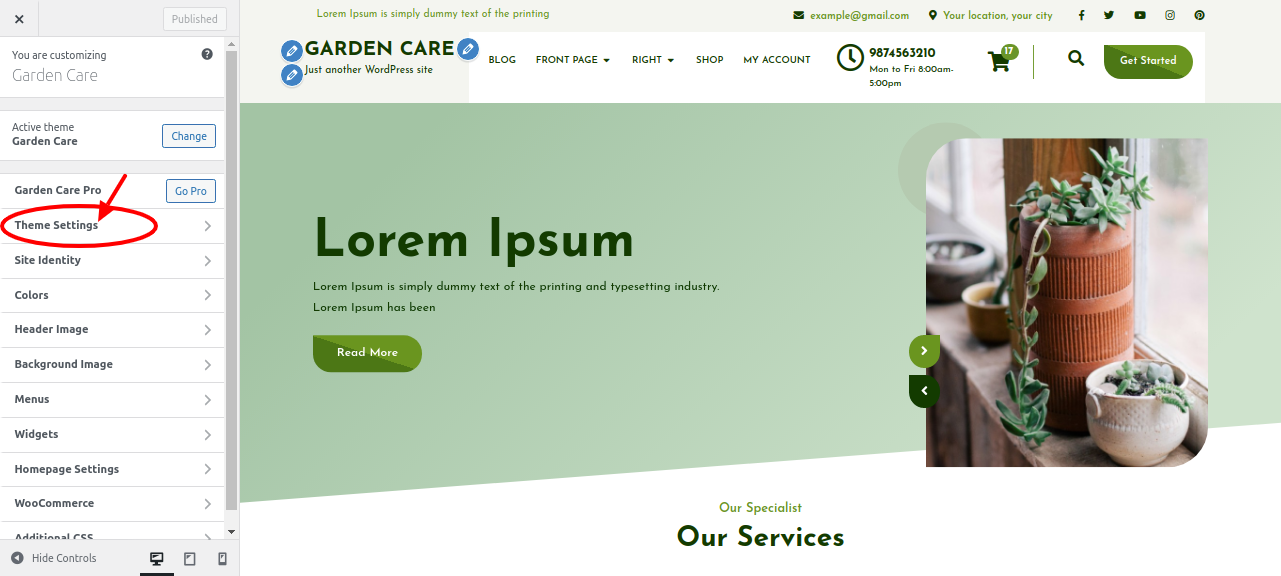 Published
You are customizing
Garden Care
Active theme
Garden Care
Change
Garden Care Pro
Go Pro
Theme Settings
Site Identity
Colors
Header Image
Background Image
Menus
Widgets
Homepage Settings
WooCommerce
Additional CSS
Hide Controls
Lorem Ipsum is simply dummy text of the printing
example@gmail.com
Your location, your city
GARDEN CARE
Just another WordPress site
BLOG
FRONT PAGE
RIGHT
SHOP
MY ACCOUNT
9874563210
Mon to Fri 8:00am-
5:00pm
17
Get Started
Lorem Ipsum
Lorem Ipsum is simply dummy text of the printing and typesetting industry.
Lorem Ipsum has been
Read More
Our Specialist
Our Services